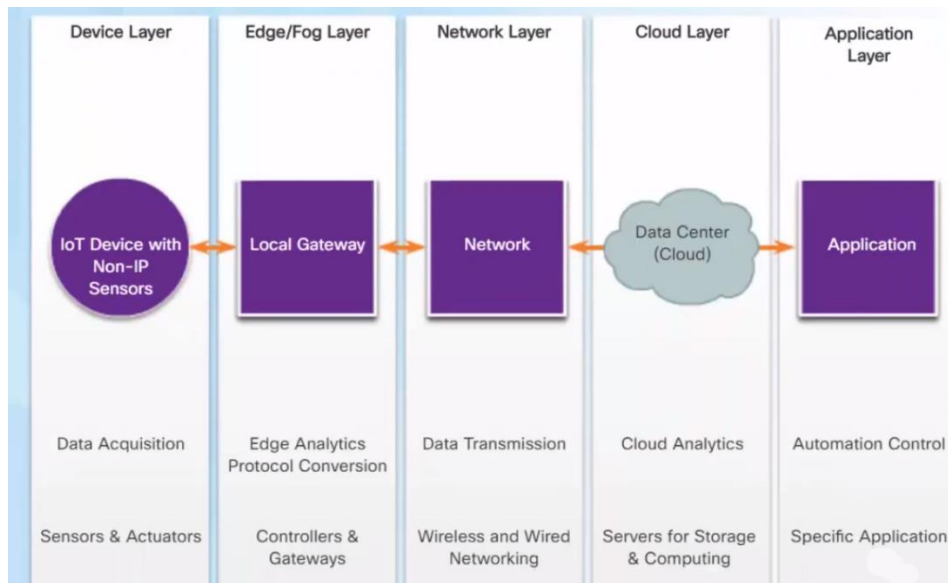 Device Layer
Edge/Fog Layer
Network Layer
Cloud Layer
Application
Layer
IoT Device with
Non-IP
Sensors
Local Gateway
Network
Data Center
(Cloud)
Application
Data Acquisition
Edge Analytics
Protocol Conversion
Data Transmission
Cloud Analytics
Automation Control
Sensors & Actuators
Controllers &
Gateways
Wireless and Wired
Networking
Servers for Storage
& Computing
Specific Application